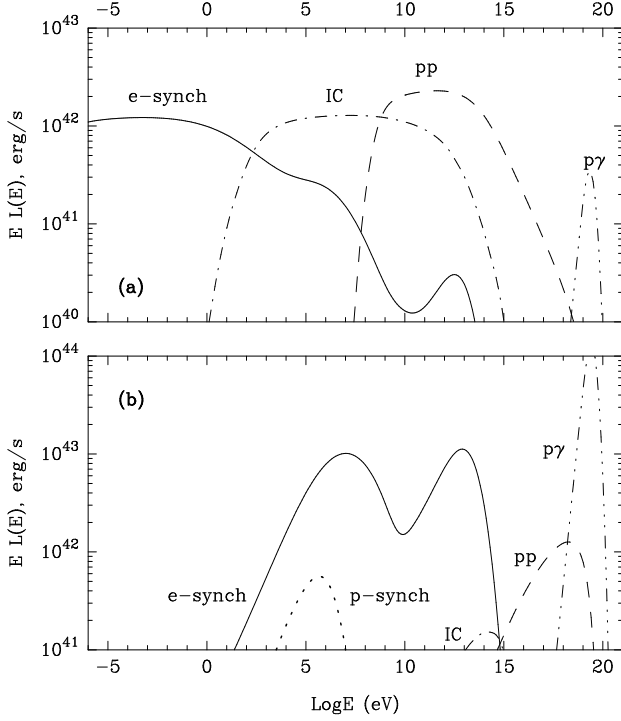 −5 0 5 10 15 20
10^43
10^42
10^41
10^40
E L(E), erg/s
e−synch
IC
pp
pγ
(a)
10^44
10^43
10^42
10^41
E L(E), erg/s
(b)
pγ
pp
e−synch
p−synch
IC
−5 0 5 10 15 20
LogE (eV)